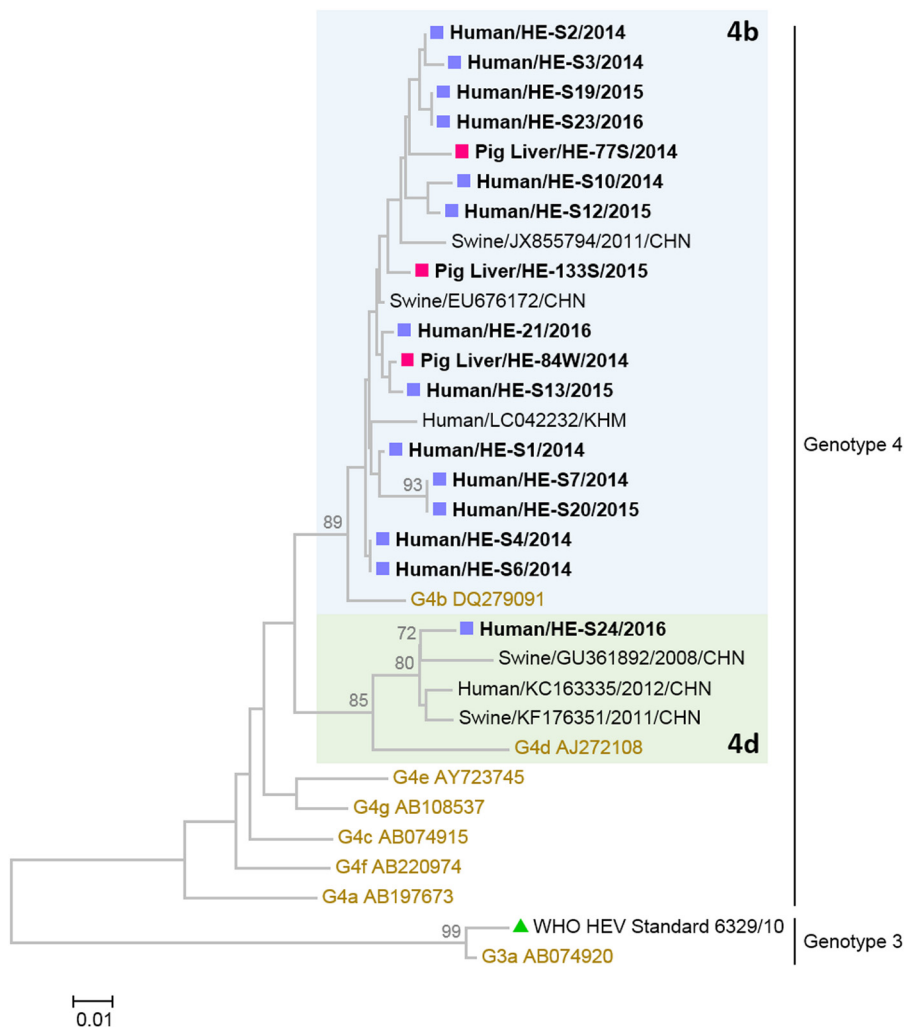 4b
Human/HE-S2/2014
Human/HE-S3/2014
Human/HE-S19/2015
Human/HE-S23/2016
Pig Liver/HE-77S/2014
Human/HE-S10/2014
Human/HE-S12/2015
Swine/JX855794/2011/CHN
Pig Liver/HE-133S/2015
Swine/EU676172/CHN
Human/HE-21/2016
Pig Liver/HE-84W/2014
Human/HE-S13/2015
Human/LC042232/KHM
Genotype 4
Human/HE-S1/2014
93
Human/HE-S7/2014
Human/HE-S20/2015
89
Human/HE-S4/2014
Human/HE-S6/2014
G4b DQ279091
72
Human/HE-S24/2016
80
Swine/GU361892/2008/CHN
Human/KC163335/2012/CHN
85
Swine/KF176351/2011/CHN
G4d AJ272108
4d
G4e AY723745
G4g AB108537
G4c AB074915
G4f AB220974
G4a AB197673
99
WHO HEV Standard 6329/10
Genotype 3
G3a AB074920
0.01